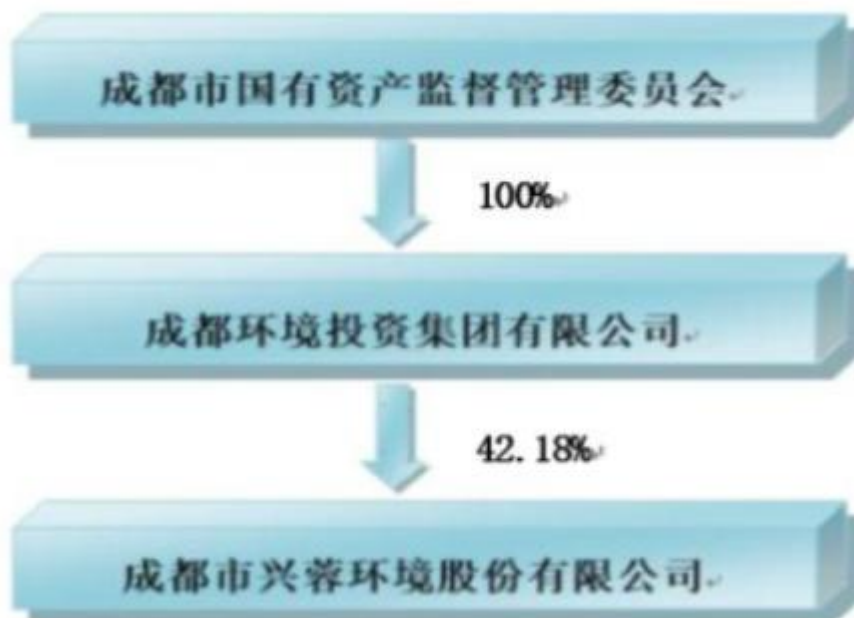 成都市国有资产监督管理委员会
100%
成都环境投资集团有限公司
42.18%
成都市兴蓉环境股份有限公司